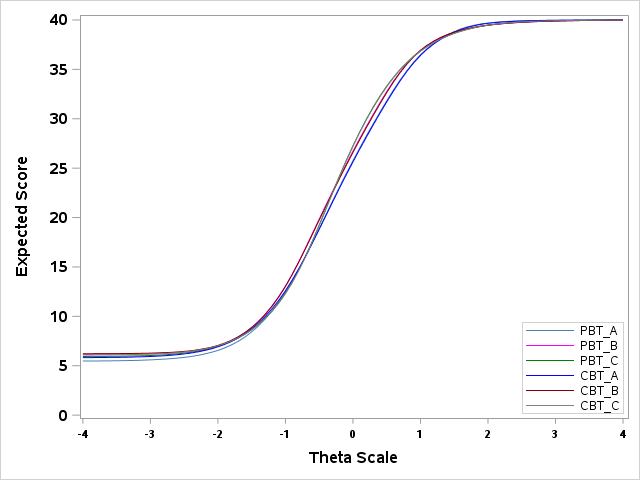 40
35
30
25
20
15
10
5
0
Expected Score
-4 -3 -2 -1 0 1 2 3 4
Theta Scale
PBT_A
PBT_B
PBT_C
CBT_A
CBT_B
CBT_C